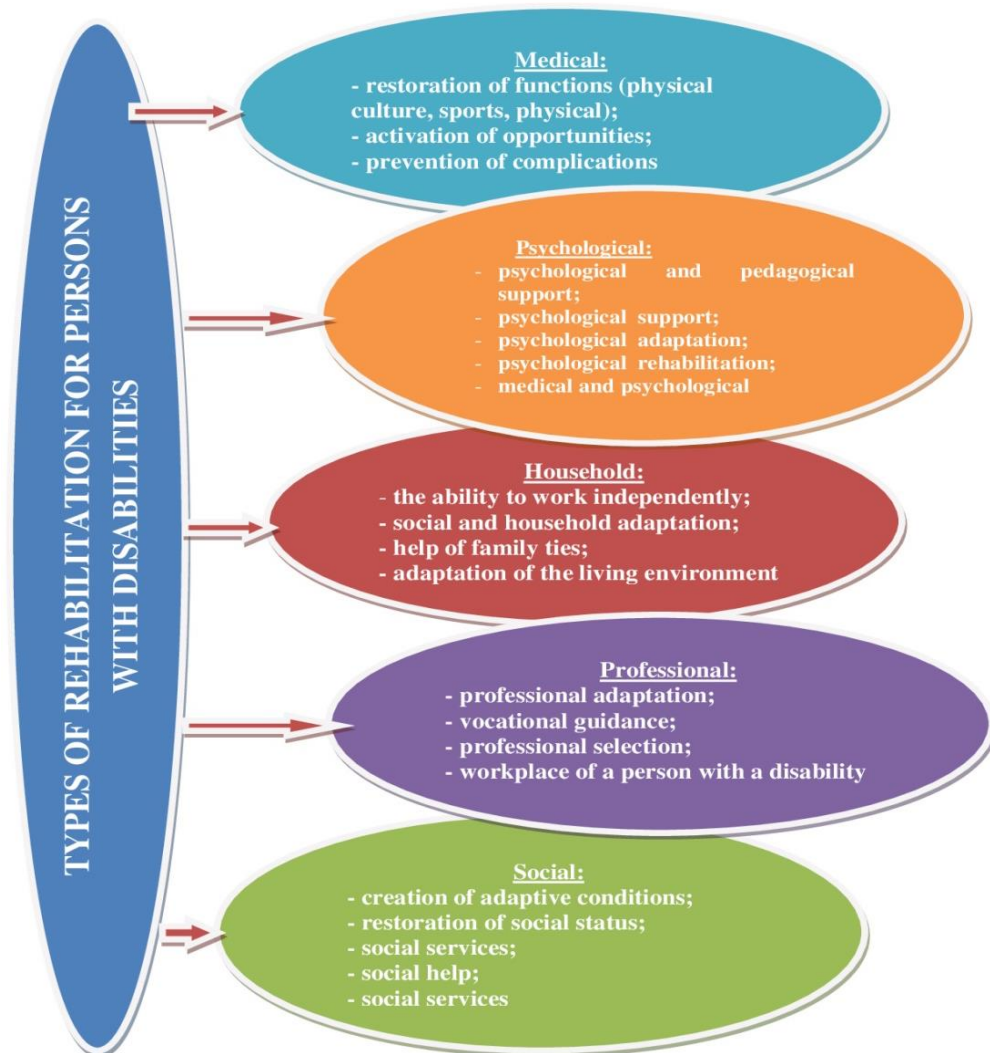 TYPES OF REHABILITATION FOR PERSONS
WITH DISABILITIES
Medical:
- restoration of functions (physical
culture, sports, physical);
- activation of opportunities;
- prevention of complications
Psychological:
- psychological and pedagogical
support;
- psychological support;
- psychological adaptation;
- psychological rehabilitation;
- medical and psychological
Household:
- the ability to work independently;
- social and household adaptation;
- help of family ties;
- adaptation of the living environment
Professional:
- professional adaptation;
- vocational guidance;
- professional selection;
- workplace of a person with a disability
Social:
- creation of adaptive conditions;
- restoration of social status;
- social services;
- social help;
- social services